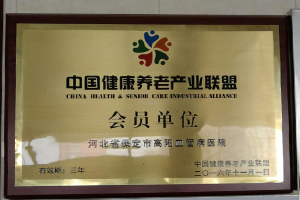 中国健康养老产业联盟
CHINA HEALTH & SENIOR CARE INDUSTRIAL ALLIANCE
会员单位
河北省保定市高阳血管病医院
有效期：三年
中国健康养老产业联盟
二〇一六年十一月一日